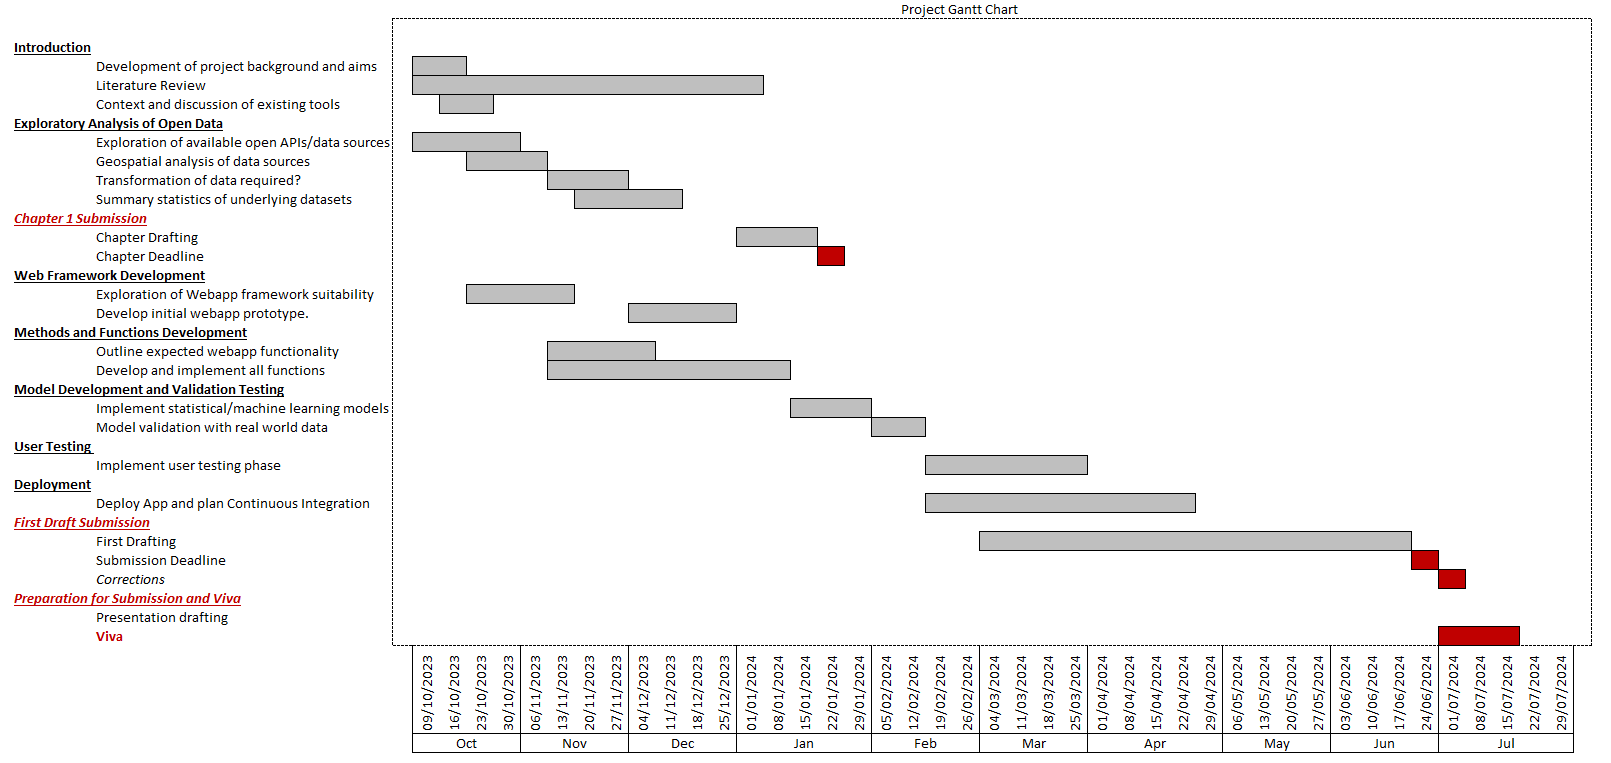 Project Gantt Chart
Introduction
Development of project background and aims
Literature Review
Context and discussion of existing tools
Exploratory Analysis of Open Data
Exploration of available open APIs/data sources
Geospatial analysis of data sources
Transformation of data required?
Summary statistics of underlying datasets
Chapter 1 Submission
Chapter Drafting
Chapter Deadline
Web Framework Development
Exploration of Webapp framework suitability
Develop initial webapp prototype.
Methods and Functions Development
Outline expected webapp functionality
Develop and implement all functions
Model Development and Validation Testing
Implement statistical/machine learning models
Model validation with real world data
User Testing
Implement user testing phase
Deployment
Deploy App and plan Continuous Integration
First Draft Submission
First Drafting
Submission Deadline
Corrections
Preparation for Submission and Viva
Presentation drafting
Viva
09/10/2023
16/10/2023
23/10/2023
30/10/2023
06/11/2023
13/11/2023
20/11/2023
27/11/2023
04/12/2023
11/12/2023
18/12/2023
25/12/2023
01/01/2024
08/01/2024
15/01/2024
22/01/2024
29/01/2024
05/02/2024
12/02/2024
19/02/2024
26/02/2024
04/03/2024
11/03/2024
18/03/2024
25/03/2024
01/04/2024
08/04/2024
15/04/2024
22/04/2024
29/04/2024
06/05/2024
13/05/2024
20/05/2024
27/05/2024
03/06/2024
10/06/2024
17/06/2024
24/06/2024
01/07/2024
08/07/2024
15/07/2024
22/07/2024
29/07/2024
Oct Nov Dec Jan Feb Mar Apr May Jun Jul